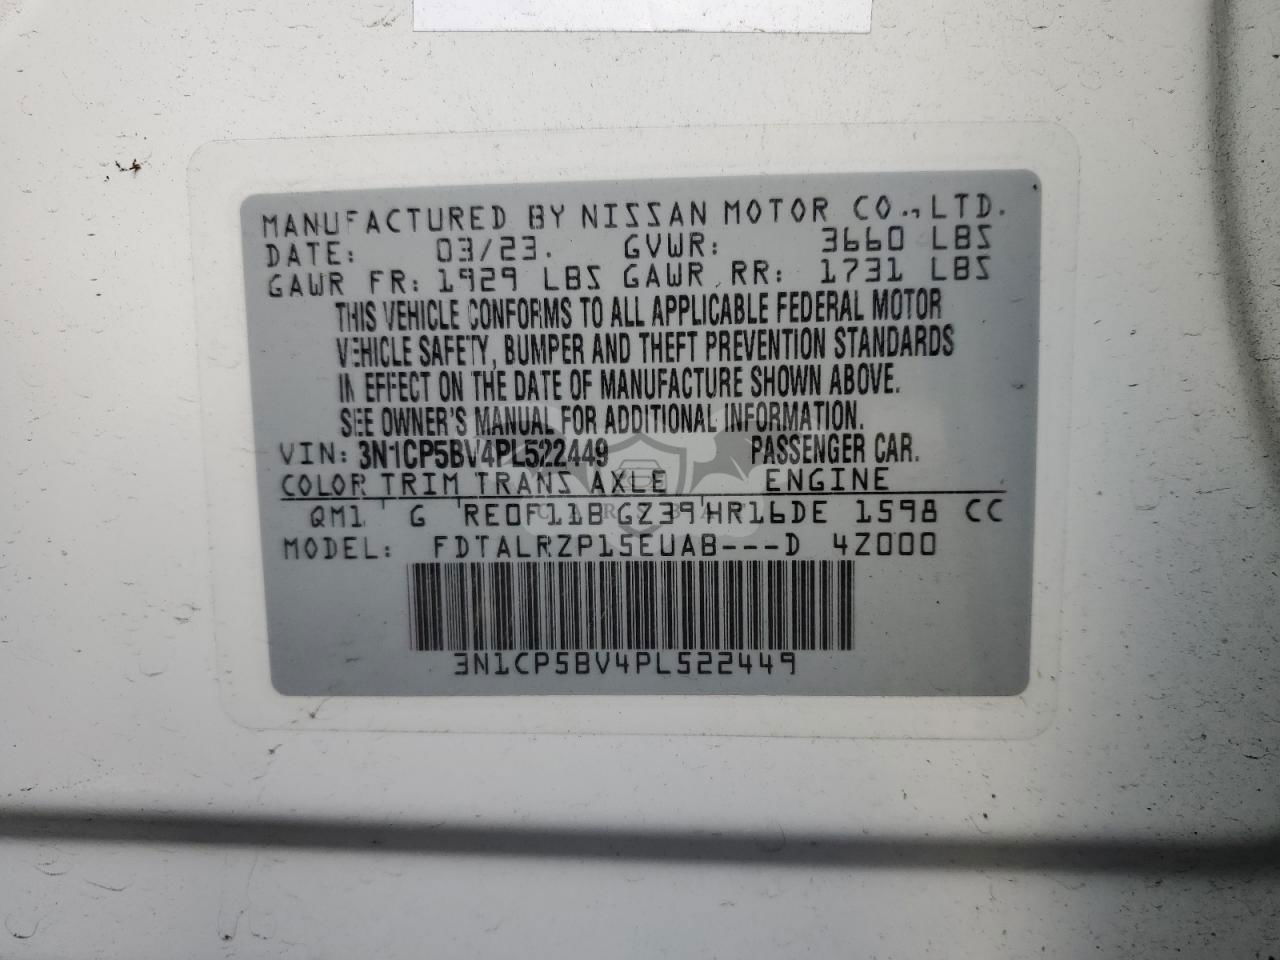 MANUFACTURED BY NISSAN MOTOR CO., LTD.
DATE: 03/23. GVWR: 3660 LBS
GAWR FR: 1929 LBS GAWR RR: 1731 LBS
THIS VEHICLE CONFORMS TO ALL APPLICABLE FEDERAL MOTOR
VEHICLE SAFETY, BUMPER AND THEFT PREVENTION STANDARDS
IN EFFECT ON THE DATE OF MANUFACTURE SHOWN ABOVE.
SEE OWNER'S MANUAL FOR ADDITIONAL INFORMATION.
VIN: 3N1CP5BV4PL522449 PASSENGER CAR.
COLOR TRIM TRANS AXLE ENGINE
QM1 G RE0F11B GZ39 HR16DE 1598 CC
MODEL: FDTALRZP15EUAB---D 4Z000
3N1CP5BV4PL522449